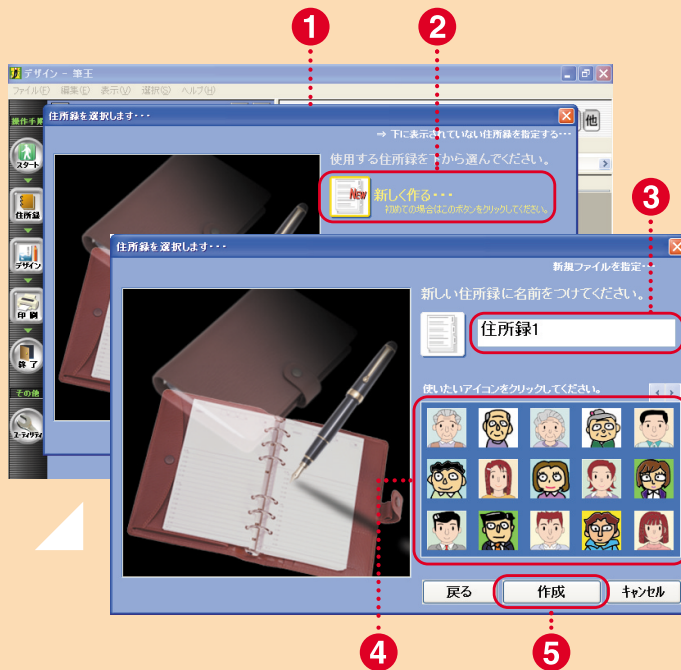 1
2
デザイン - 筆王
ファイル(F) 編集(E) 表示(V) 選択(S) ヘルプ(H)
住所録を選択します・・・
他
⇒ 下に表示されていない住所録を指定する・・・
使用する住所録を下から選んでください。
NEW
新しく作る・・・
初めての場合はこのボタンをクリックしてください。
スタート
住所録
デザイン
印刷
終了
その他
ユーティリティ
3
住所録を選択します・・・
新規ファイルを指定・・・
新しい住所録に名前をつけてください。
住所録1
使いたいアイコンをクリックしてください。
戻る
作成
キャンセル
4
5